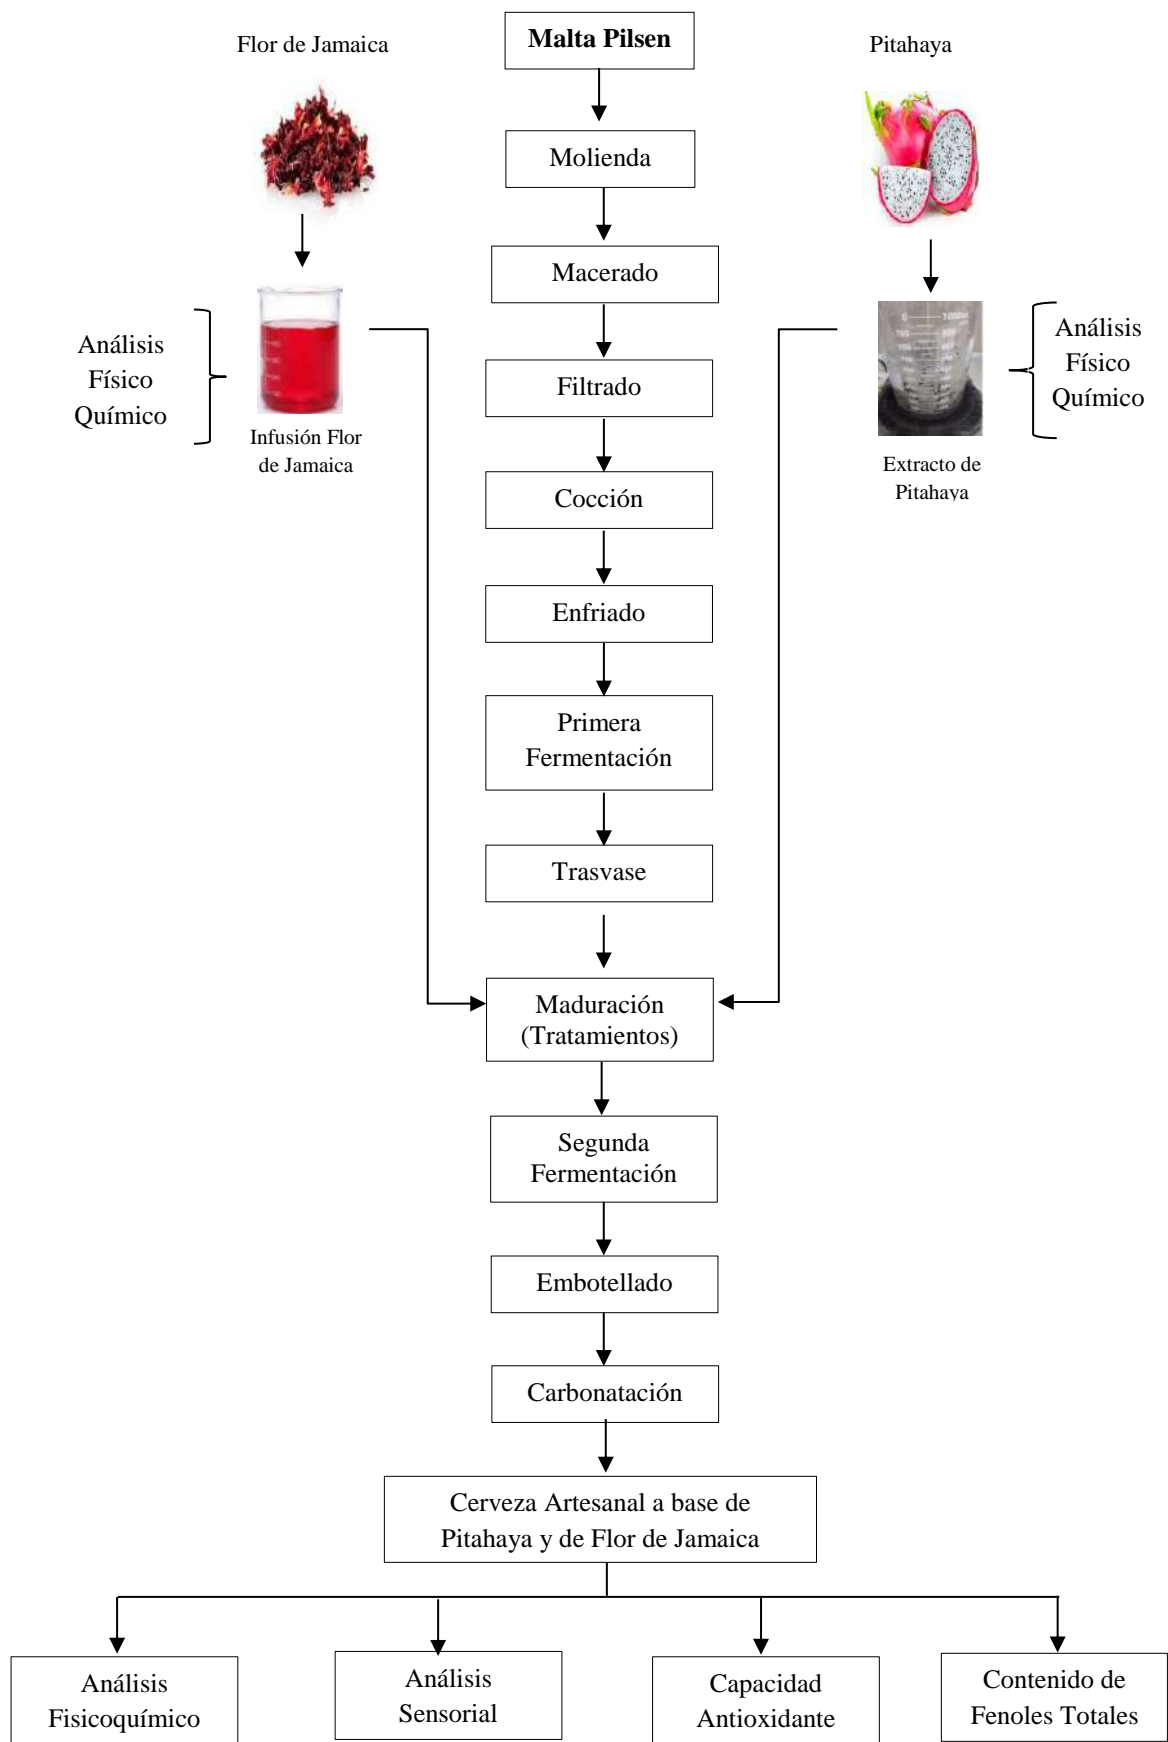 Flor de Jamaica
Malta Pilsen
Pitahaya
Molienda
Macerado
Análisis
Físico
Químico
Infusión Flor
de Jamaica
Análisis
Físico
Químico
Extracto de
Pitahaya
Filtrado
Cocción
Enfriado
Primera
Fermentación
Trasvase
Maduración
(Tratamientos)
Segunda
Fermentación
Embotellado
Carbonatación
Cerveza Artesanal a base de
Pitahaya y de Flor de Jamaica
Análisis
Fisicoquímico
Análisis
Sensorial
Capacidad
Antioxidante
Contenido de
Fenoles Totales